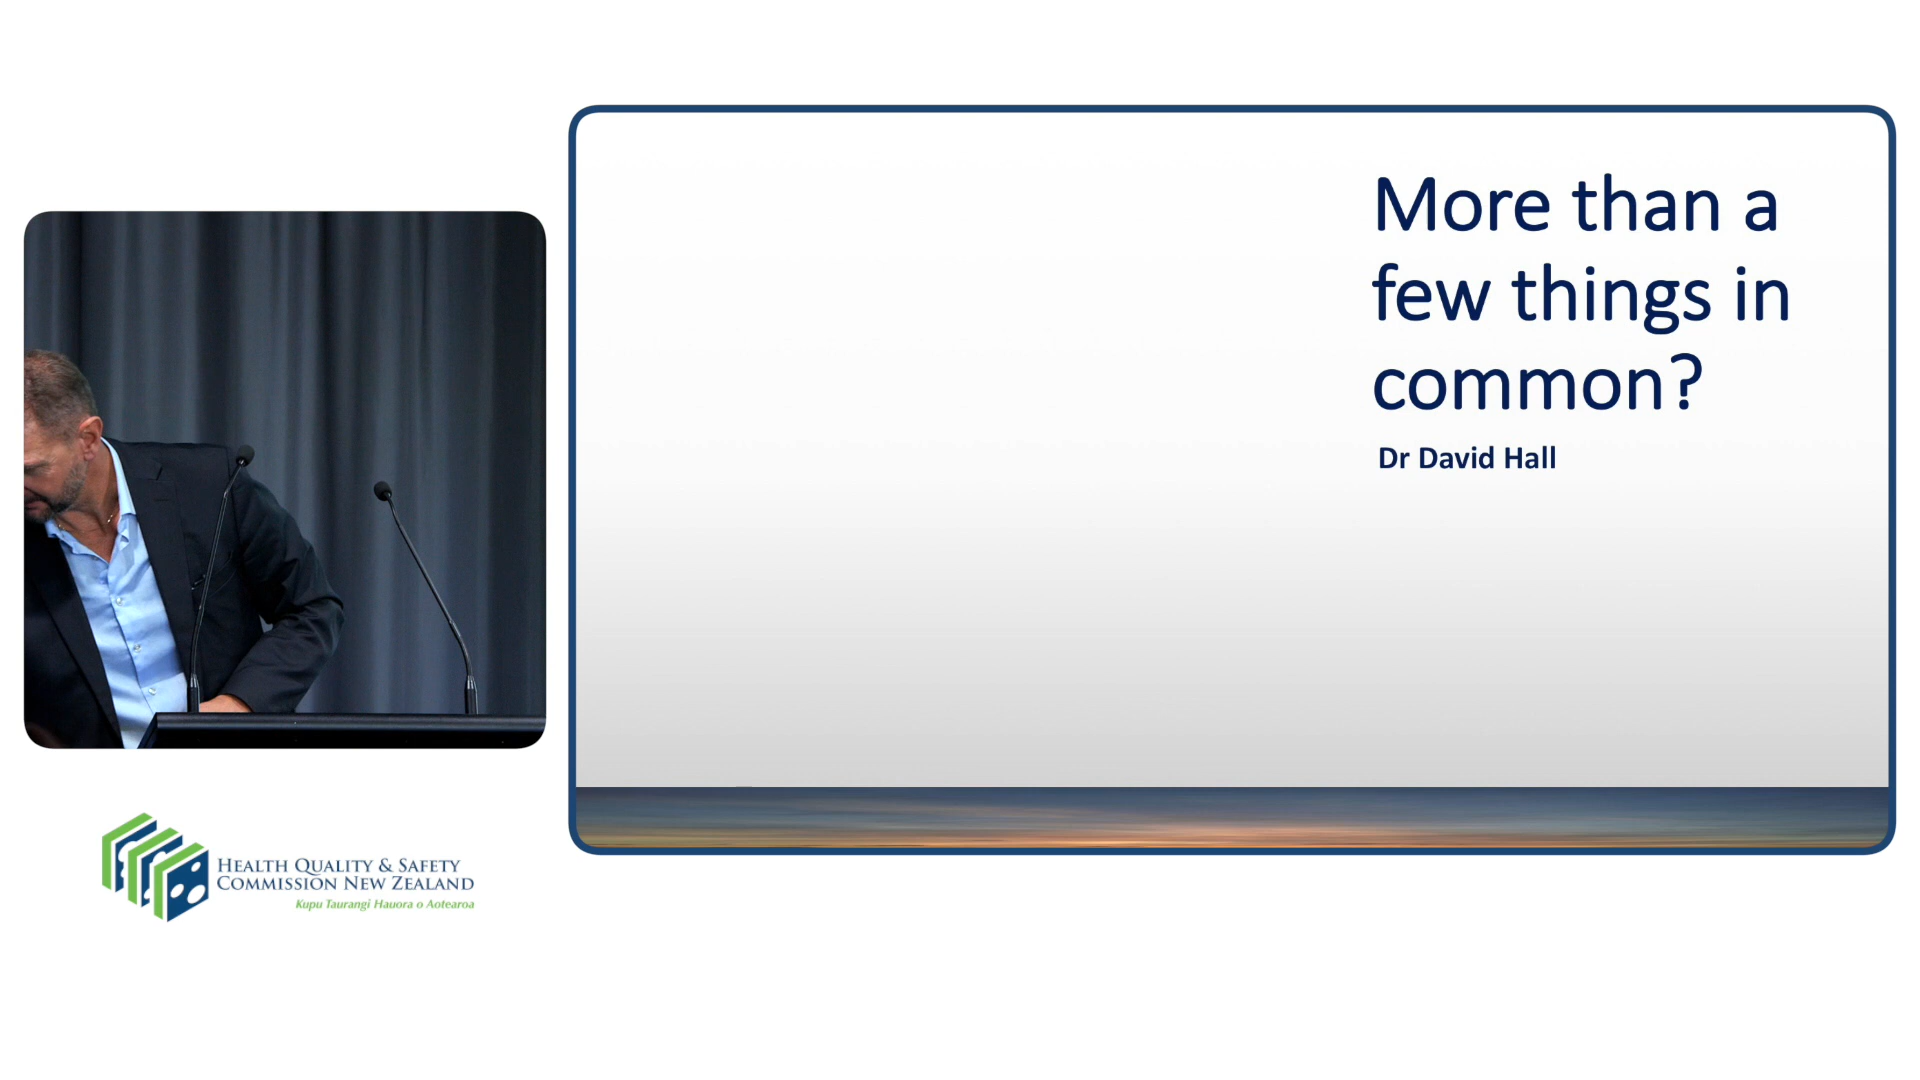 More than a
few things in
common?
Dr David Hall
HEALTH QUALITY & SAFETY
COMMISSION NEW ZEALAND
Kupu Taurangi Hauora o Aotearoa